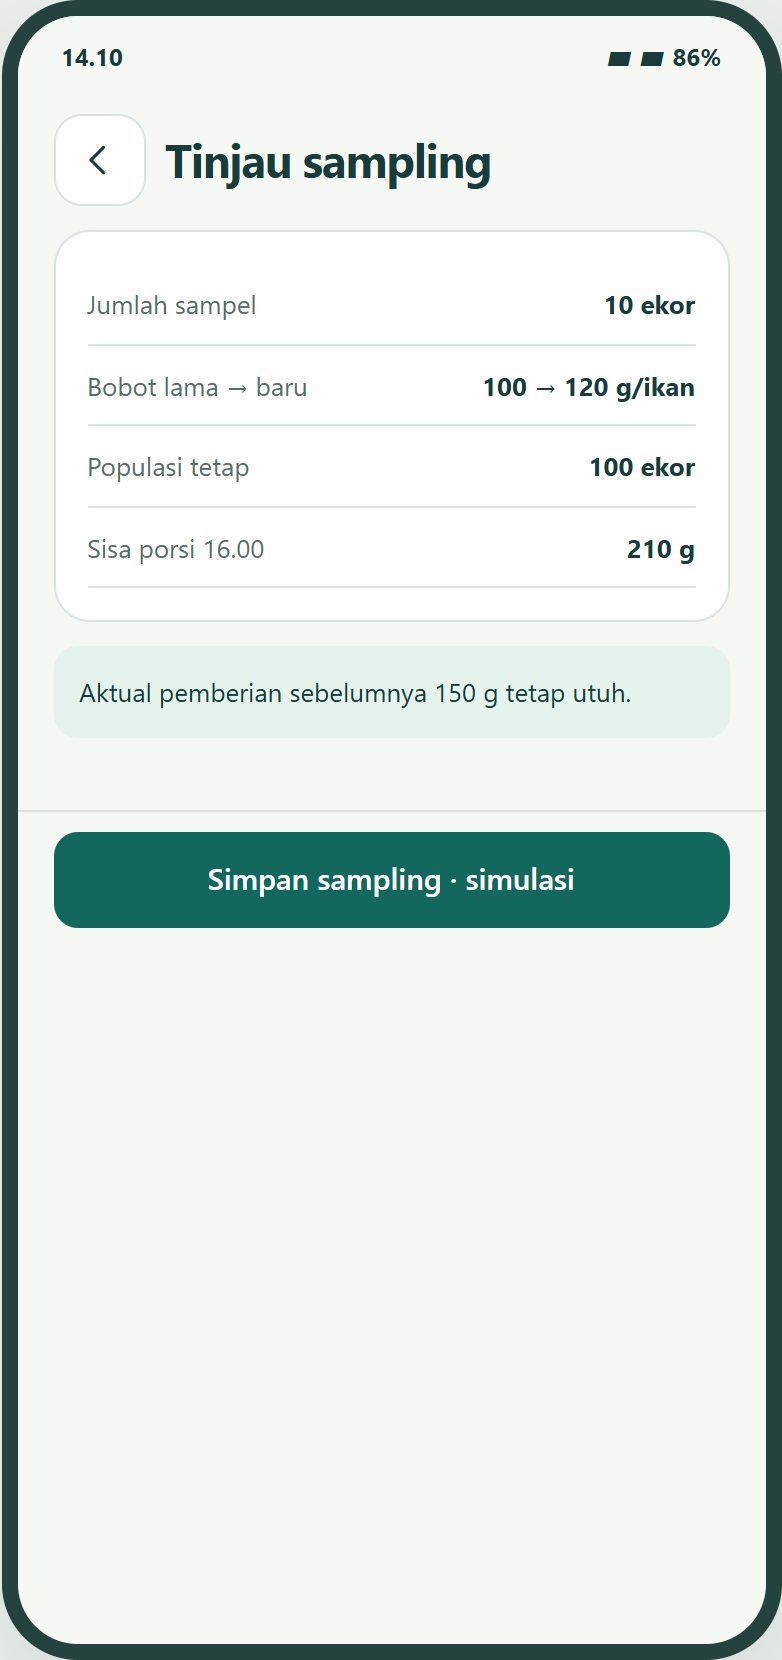 14.10
86%
Tinjau sampling
Jumlah sampel 10 ekor
Bobot lama → baru 100 → 120 g/ikan
Populasi tetap 100 ekor
Sisa porsi 16.00 210 g
Aktual pemberian sebelumnya 150 g tetap utuh.
Simpan sampling · simulasi